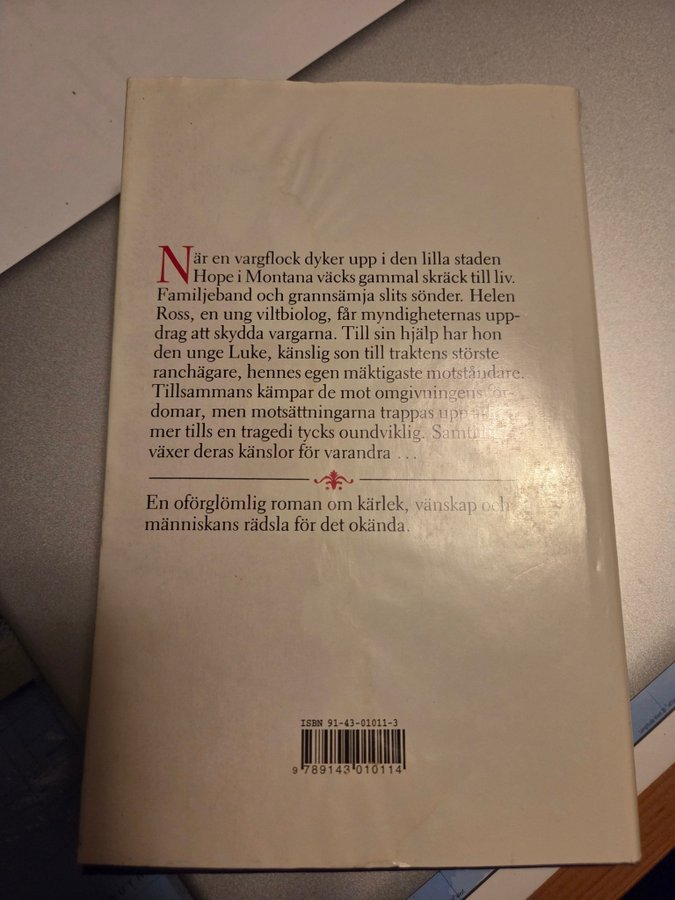 När en vargflock dyker upp i den lilla staden
Hope i Montana väcks gammal skräck till liv.
Familjeband och grannsämja slits sönder. Helen
Ross, en ung viltbiolog, får myndigheternas upp-
drag att skydda vargarna. Till sin hjälp har hon
den unge Luke, känslig son till traktens störste
ranchägare, hennes egen mäktigaste motståndare.
Tillsammans kämpar de mot omgivningens för-
domar, men motsättningarna trappas upp
mer tills en tragedi tycks oundviklig.
växer deras känslor för varandra ...
En oförglömlig roman om kärlek, vänskap och
människans rädsla för det okända.
ISBN 91-43-01011-3
9 789143 010114